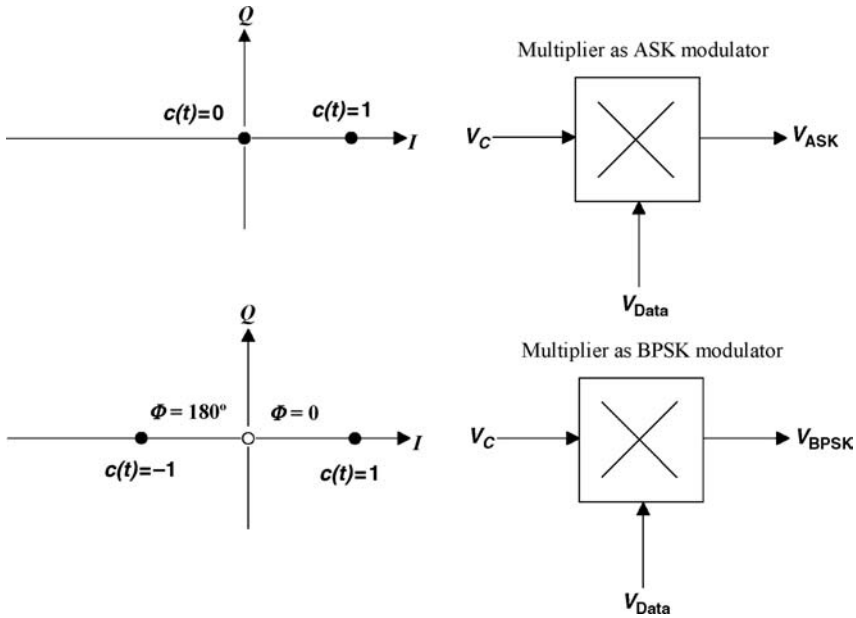 Q
Multiplier as ASK modulator
c(t)=0 c(t)=1
I
V_C
V_ASK
V_Data
Q
Multiplier as BPSK modulator
Φ = 180° Φ = 0
I
c(t)=–1 c(t)=1
V_C
V_BPSK
V_Data